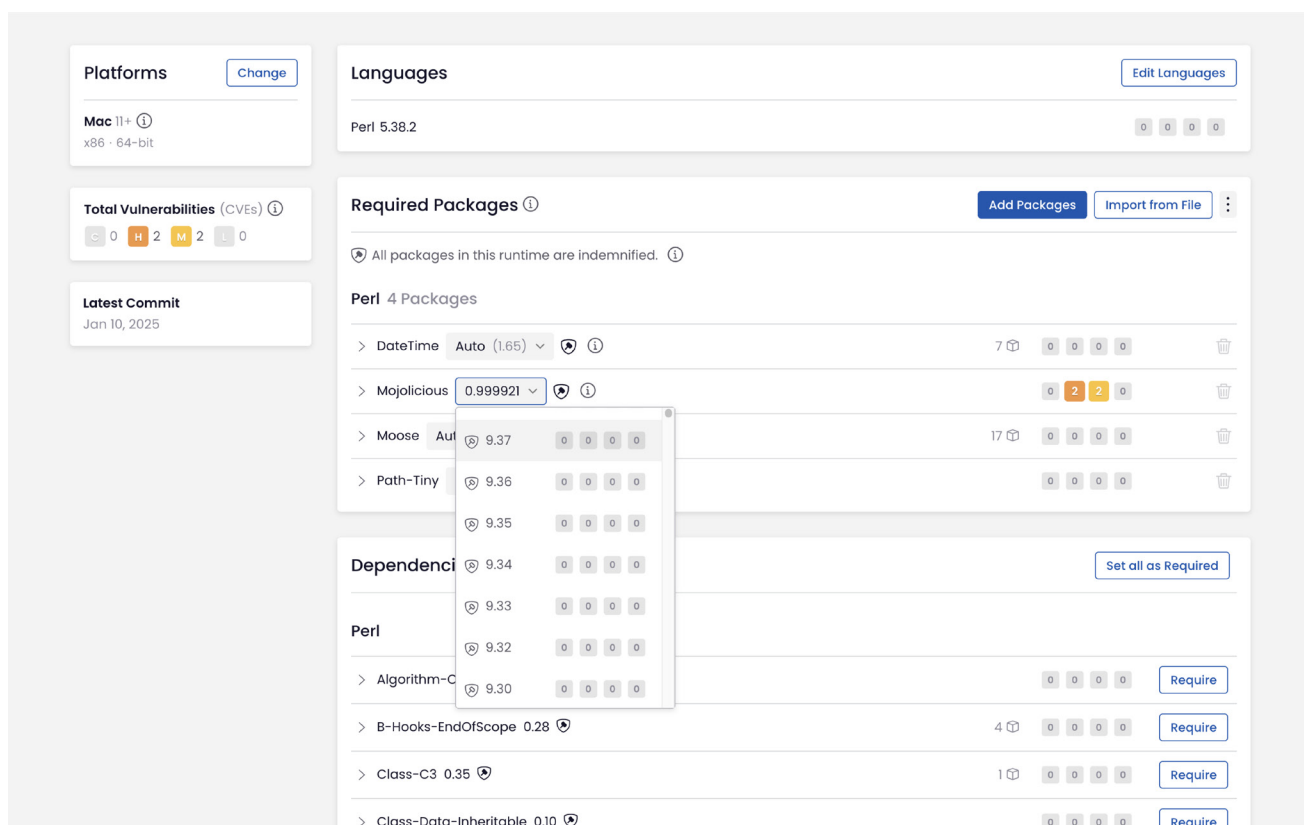 Platforms
Change
Mac 11+
x86 · 64-bit
Total Vulnerabilities (CVEs)
C 0 H 2 M 2 L 0
Latest Commit
Jan 10, 2025
Languages
Edit Languages
Perl 5.38.2
0 0 0 0
Required Packages
Add Packages
Import from File
All packages in this runtime are indemnified.
Perl 4 Packages
DateTime Auto (1.65) 7 0 0 0 0
Mojolicious 0.999921 0 2 2 0
Moose Aut 17 0 0 0 0
Path-Tiny 0 0 0 0
9.37 0 0 0 0
9.36 0 0 0 0
9.35 0 0 0 0
9.34 0 0 0 0
9.33 0 0 0 0
9.32 0 0 0 0
9.30 0 0 0 0
Dependenci
Set all as Required
Perl
Algorithm-C 0 0 0 0 Require
B-Hooks-EndOfScope 0.28 4 0 0 0 0 Require
Class-C3 0.35 1 0 0 0 0 Require
Class-Data-Inheritable 0.10 0 0 0 0 Require